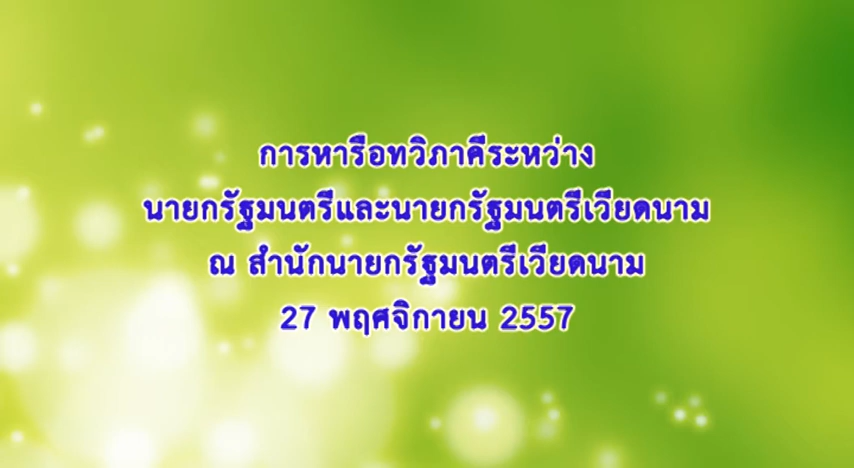 การหารือทวิภาคีระหว่าง
นายกรัฐมนตรีและนายกรัฐมนตรีเวียดนาม
ณ สำนักนายกรัฐมนตรีเวียดนาม
27 พฤศจิกายน 2557